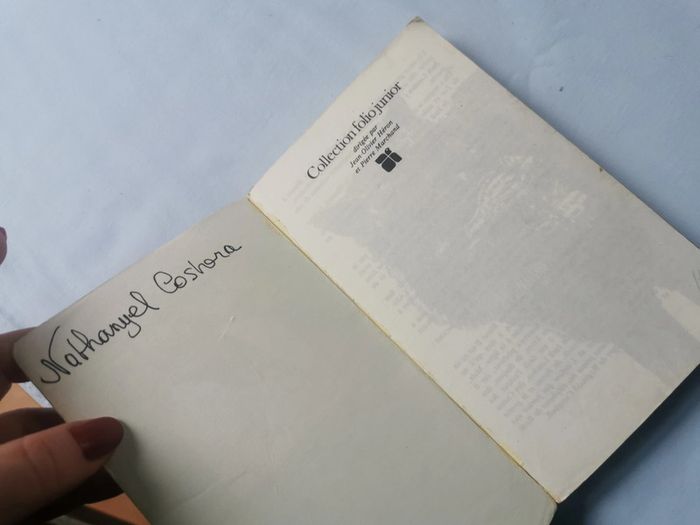 Nathanyel Coshora
Collection folio junior
dirigée par
Jean Olivier Héron
et Pierre Marchand